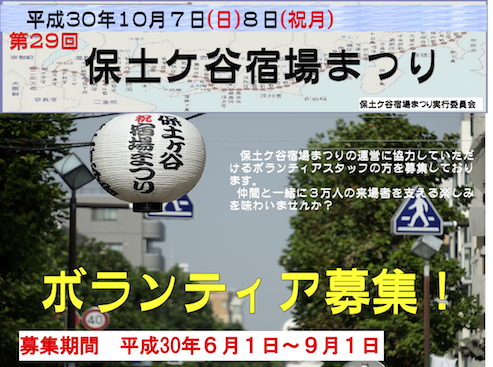 平成30年10月7日(日)8日(祝月)
第29回
保土ケ谷宿場まつり
保土ケ谷宿場まつり実行委員会
祝
保土ケ谷
宿場まつり
保土ケ谷宿場まつりの運営に協力していただ
けるボランティアスタッフの方を募集しており
ます。
仲間と一緒に3万人の来場者を支える楽しみ
を味わいませんか？
ボランティア募集！
40
募集期間 平成30年6月1日～9月1日